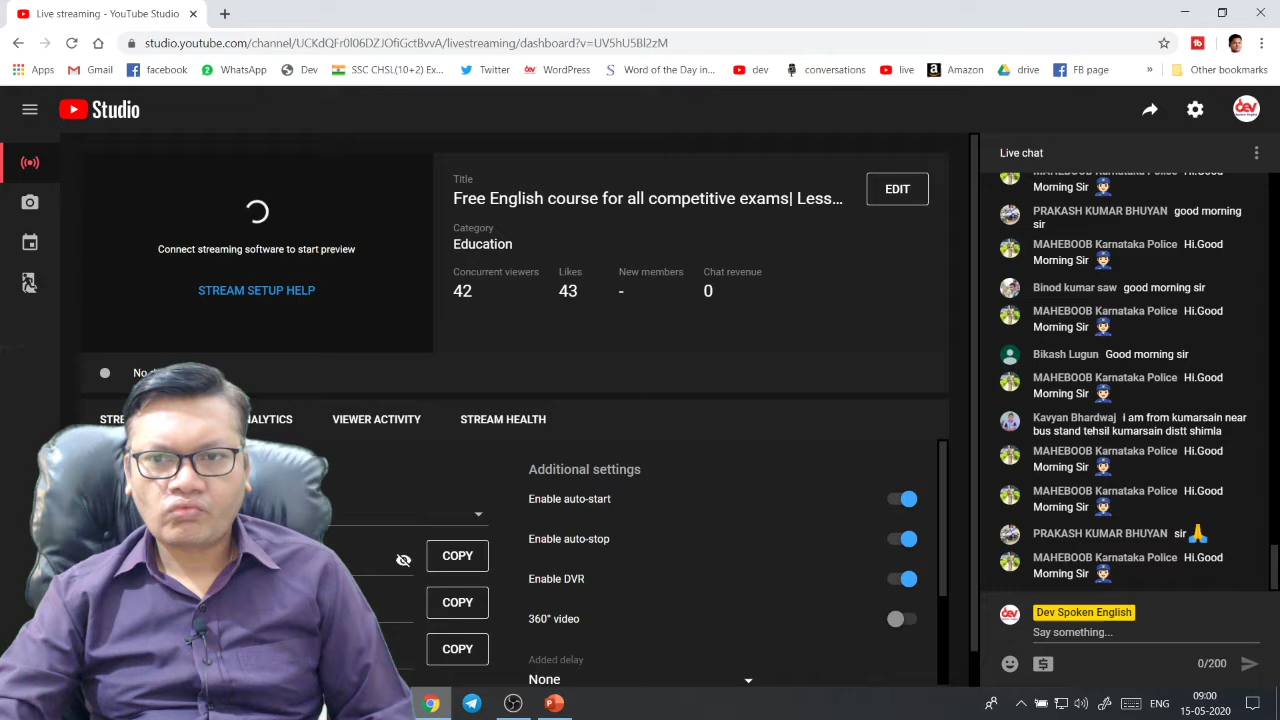 Live streaming - YouTube Studio
studio.youtube.com/channel/UCKdQFr0l06DZJOfiGctBvvA/livestreaming/dashboard?v=UV5hU5Bl2zM
Apps Gmail facebook WhatsApp Dev SSC CHSL(10+2) Ex... Twitter WordPress Word of the Day in... dev conversations live Amazon drive FB page » Other bookmarks
Studio
Connect streaming software to start preview
STREAM SETUP HELP
Title
Free English course for all competitive exams| Less...
EDIT
Category
Education
Concurrent viewers Likes New members Chat revenue
42 43 - 0
VIEWER ACTIVITY STREAM HEALTH
COPY
COPY
COPY
Additional settings
Enable auto-start
Enable auto-stop
Enable DVR
360° video
Added delay
None
Live chat
MAHEBOOB Karnataka Police Hi.Good
Morning Sir
PRAKASH KUMAR BHUYAN good morning
sir
MAHEBOOB Karnataka Police Hi.Good
Morning Sir
Binod kumar saw good morning sir
MAHEBOOB Karnataka Police Hi.Good
Morning Sir
Bikash Lugun Good morning sir
MAHEBOOB Karnataka Police Hi.Good
Morning Sir
Kavyan Bhardwaj i am from kumarsain near
bus stand tehsil kumarsain distt shimla
MAHEBOOB Karnataka Police Hi.Good
Morning Sir
MAHEBOOB Karnataka Police Hi.Good
Morning Sir
PRAKASH KUMAR BHUYAN sir
MAHEBOOB Karnataka Police Hi.Good
Morning Sir
Dev Spoken English
Say something...
0/200
ENG
09:00
15-05-2020